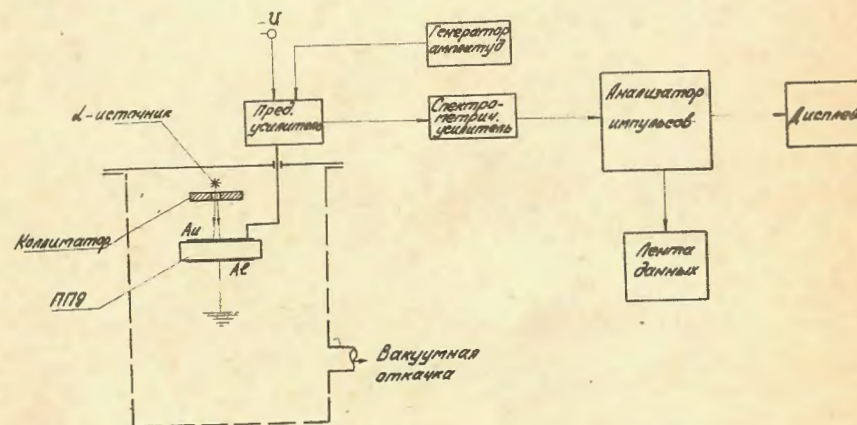 -U
Генератор
амплитуд
Пред.
усилитель
Спектро-
метрич.
усилитель
Анализатор
импульсов
Дисплей
α-источник
Коллиматор
Au
Al
ППД
Лента
данных
Вакуумная
откачка